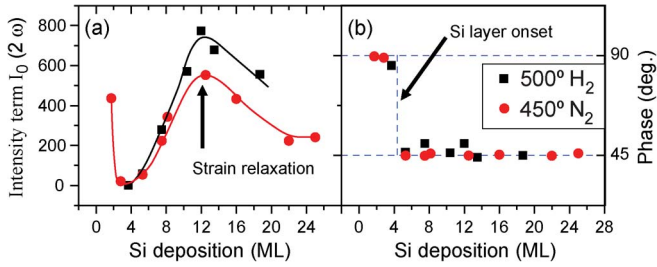 (a)
Intensity term I₀ (2 ω)
800
600
400
200
0
Strain relaxation
0 4 8 12 16 20 24
Si deposition (ML)
(b)
Si layer onset
500° H₂
450° N₂
90
45
Phase (deg.)
0 4 8 12 16 20 24 28
Si deposition (ML)